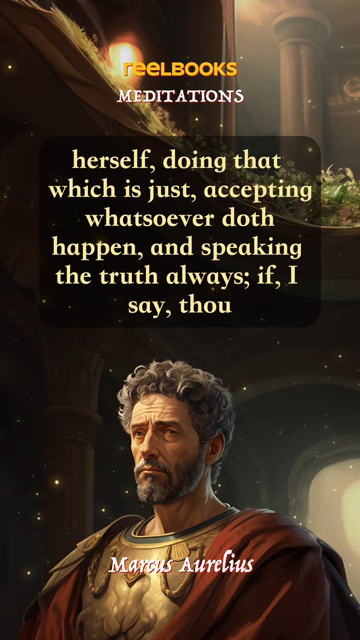 reelBOOKS
MEDITATIONS
herself, doing that
which is just, accepting
whatsoever doth
happen, and speaking
the truth always; if, I
say, thou
Marcus Aurelius